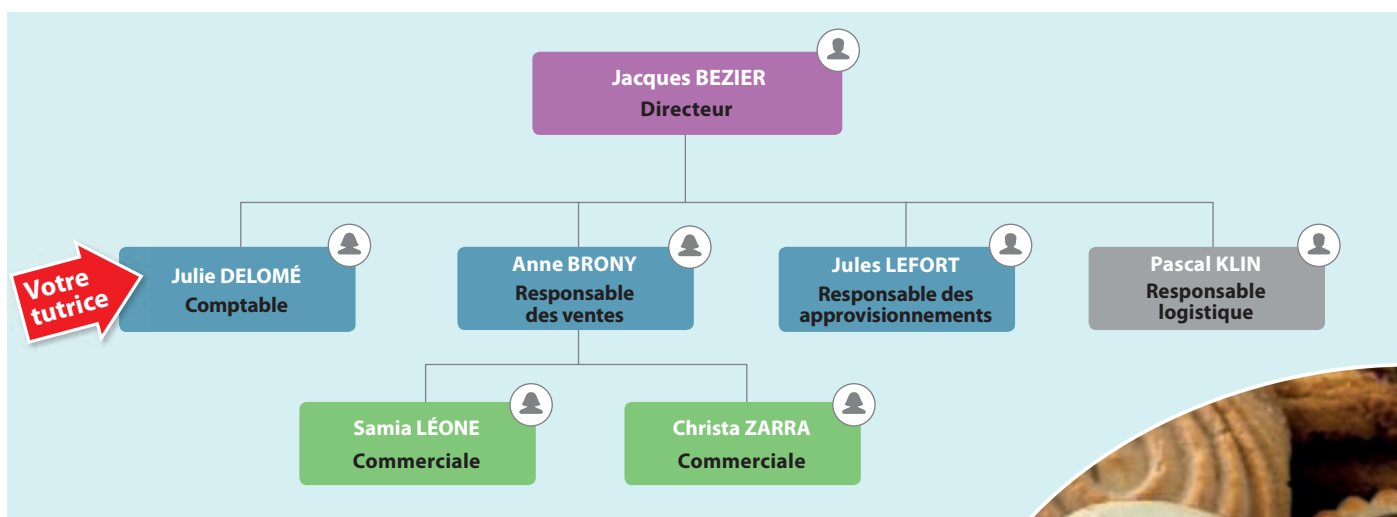 Jacques BEZIER
Directeur
Votre
tutrice
Julie DELOMÉ
Comptable
Anne BRONY
Responsable
des ventes
Jules LEFORT
Responsable des
approvisionnements
Pascal KLIN
Responsable
logistique
Samia LÉONE
Commerciale
Christa ZARRA
Commerciale